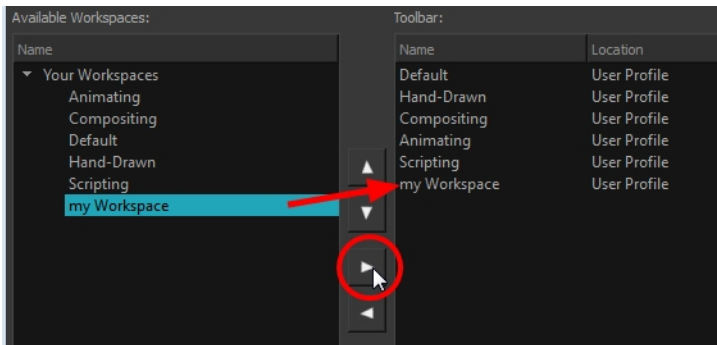 Available Workspaces:
Name
Your Workspaces
Animating
Compositing
Default
Hand-Drawn
Scripting
my Workspace
Toolbar:
Name Location
Default User Profile
Hand-Drawn User Profile
Compositing User Profile
Animating User Profile
Scripting User Profile
my Workspace User Profile